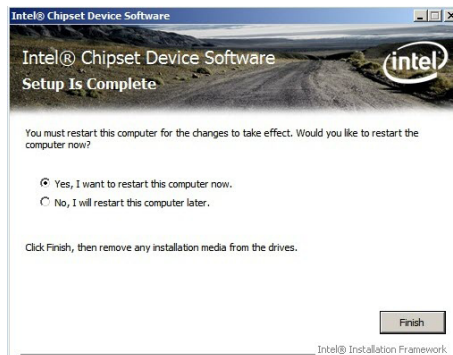 Intel® Chipset Device Software
Intel® Chipset Device Software
intel
Setup Is Complete
You must restart this computer for the changes to take effect. Would you like to restart the
computer now?
Yes, I want to restart this computer now.
No, I will restart this computer later.
Click Finish, then remove any installation media from the drives.
Finish
Intel® Installation Framework